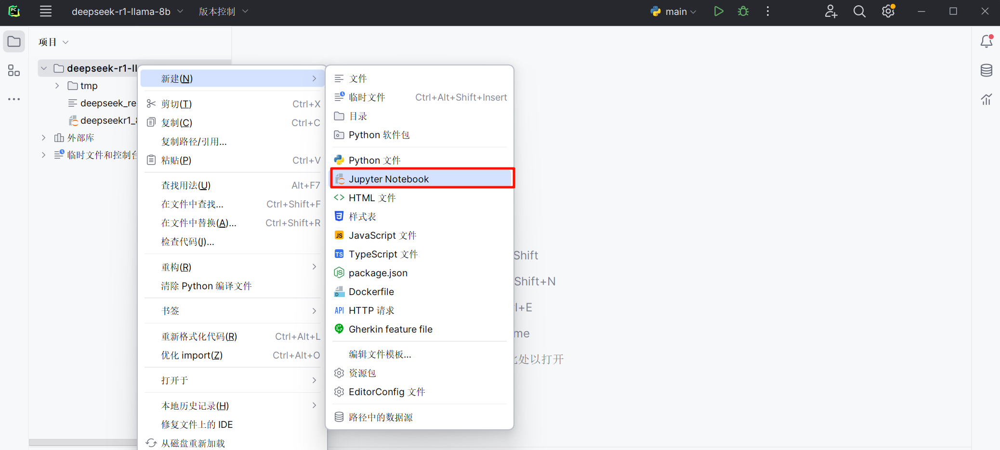 deepseek-r1-llama-8b
版本控制
main
项目
deepseek-r1-ll
tmp
deepseek_re
deepseekr1_8
外部库
临时文件和控制台
新建(N)
剪切(T) Ctrl+X
复制(C) Ctrl+C
复制路径/引用...
粘贴(P) Ctrl+V
查找用法(U) Alt+F7
在文件中查找... Ctrl+Shift+F
在文件中替换(A)... Ctrl+Shift+R
检查代码(I)...
重构(R)
清除 Python 编译文件
书签
重新格式化代码(R) Ctrl+Alt+L
优化 import(Z) Ctrl+Alt+O
打开于
本地历史记录(H)
修复文件上的 IDE
从磁盘重新加载
文件
临时文件 Ctrl+Alt+Shift+Insert
目录
Python 软件包
Python 文件
Jupyter Notebook
HTML 文件
样式表
JavaScript 文件
TypeScript 文件
package.json
Dockerfile
HTTP 请求
Gherkin feature file
编辑文件模板...
资源包
EditorConfig 文件
路径中的数据源
Shift
Shift+N
l+E
me
处以打开